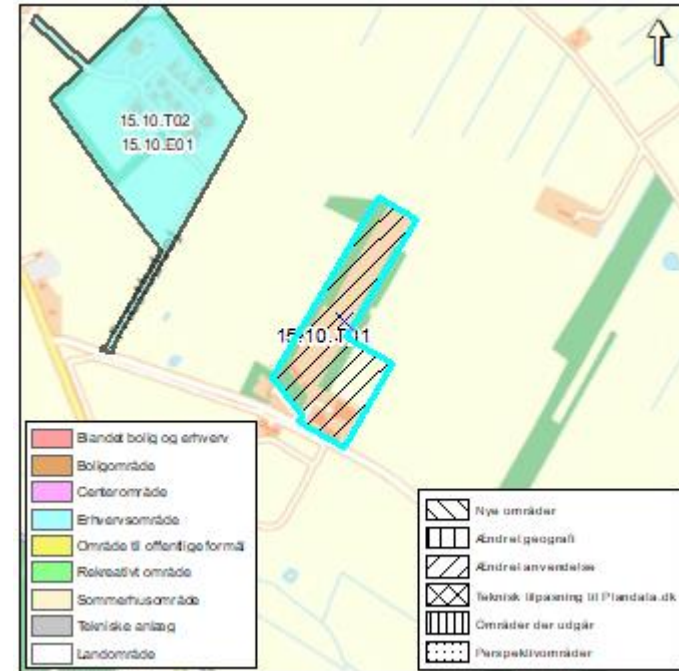 15.10.T02
15.10.E01
15.10.T01
Blandet bolig og erhverv
Boligområde
Centerområde
Erhvervsområde
Område til offentlige formål
Rekreativt område
Sommerhusområde
Tekniske anlæg
Landområde
Nye områder
Ændret geografi
Ændret anvendelse
Teknisk tilpasning til Plandata.dk
Områder der udgår
Perspektivområder